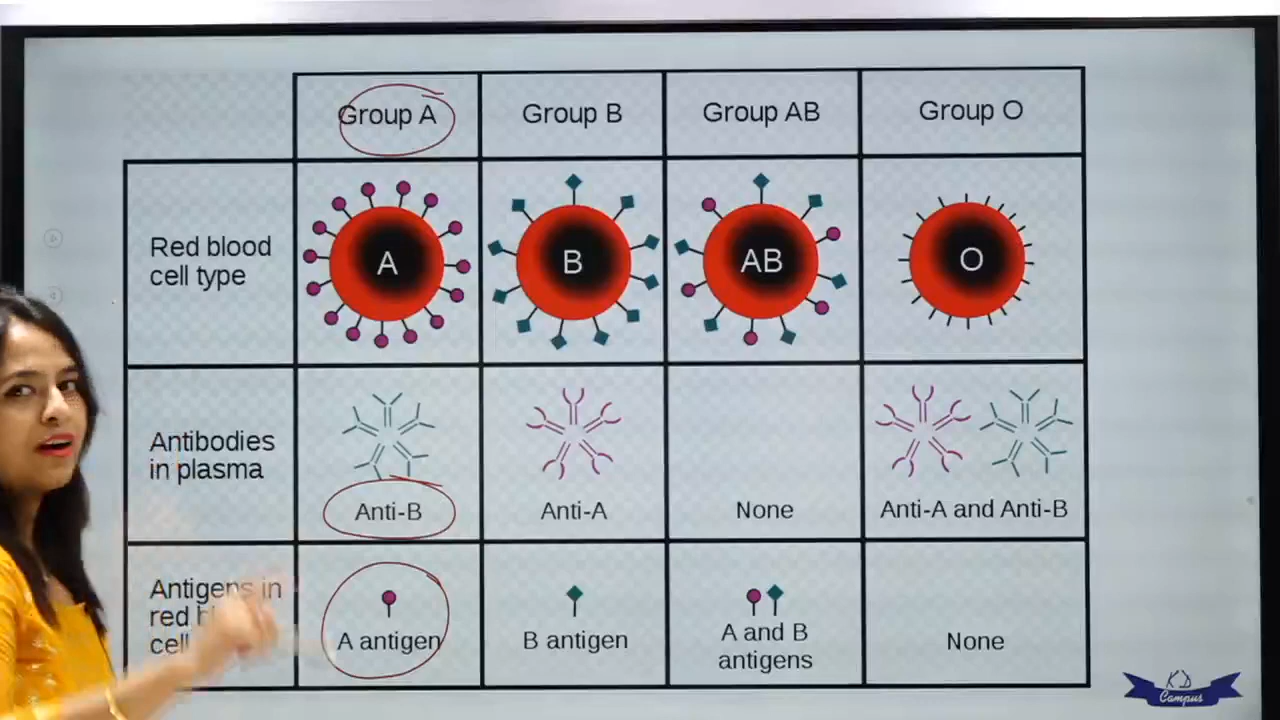 Group A
Group B
Group AB
Group O
Red blood
cell type
A
B
AB
O
Antibodies
in plasma
Anti-B
Anti-A
None
Anti-A and Anti-B
Antigens in
red
cell
A antigen
B antigen
A and B
antigens
None
KD
Campus